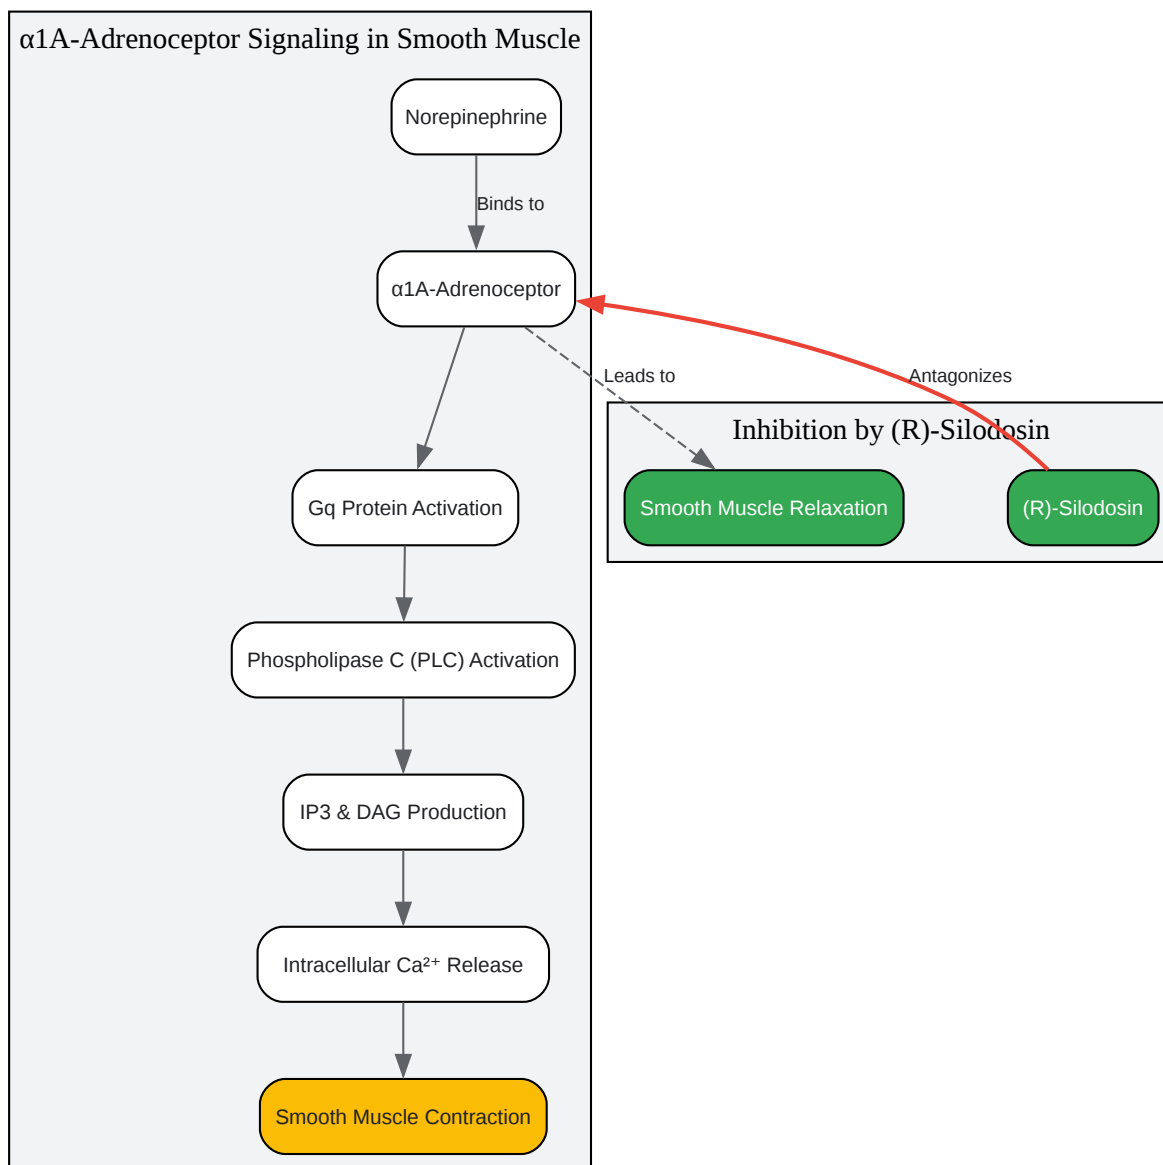 α1A-Adrenoceptor Signaling in Smooth Muscle
Norepinephrine
Binds to
α1A-Adrenoceptor
Leads to
Antagonizes
Inhibition by (R)-Silodosin
Gq Protein Activation
Smooth Muscle Relaxation
(R)-Silodosin
Phospholipase C (PLC) Activation
IP3 & DAG Production
Intracellular Ca²⁺ Release
Smooth Muscle Contraction